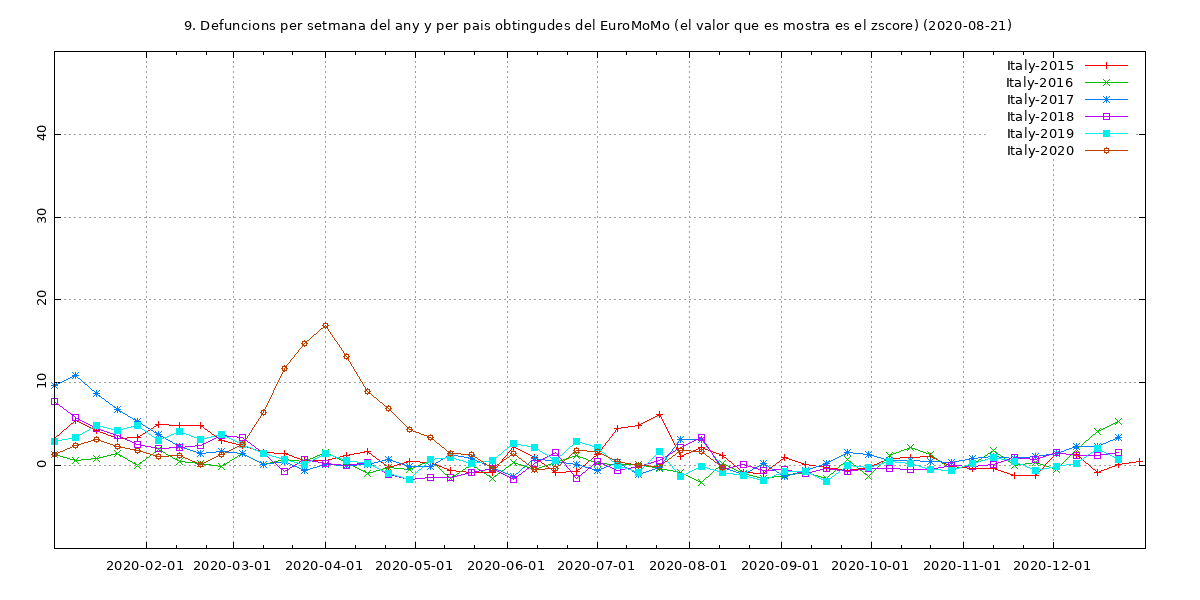 9. Defuncions per setmana del any y per pais obtingudes del EuroMoMo (el valor que es mostra es el zscore) (2020-08-21)
Italy-2015
Italy-2016
Italy-2017
Italy-2018
Italy-2019
Italy-2020
40
30
20
10
0
2020-02-01 2020-03-01 2020-04-01 2020-05-01 2020-06-01 2020-07-01 2020-08-01 2020-09-01 2020-10-01 2020-11-01 2020-12-01